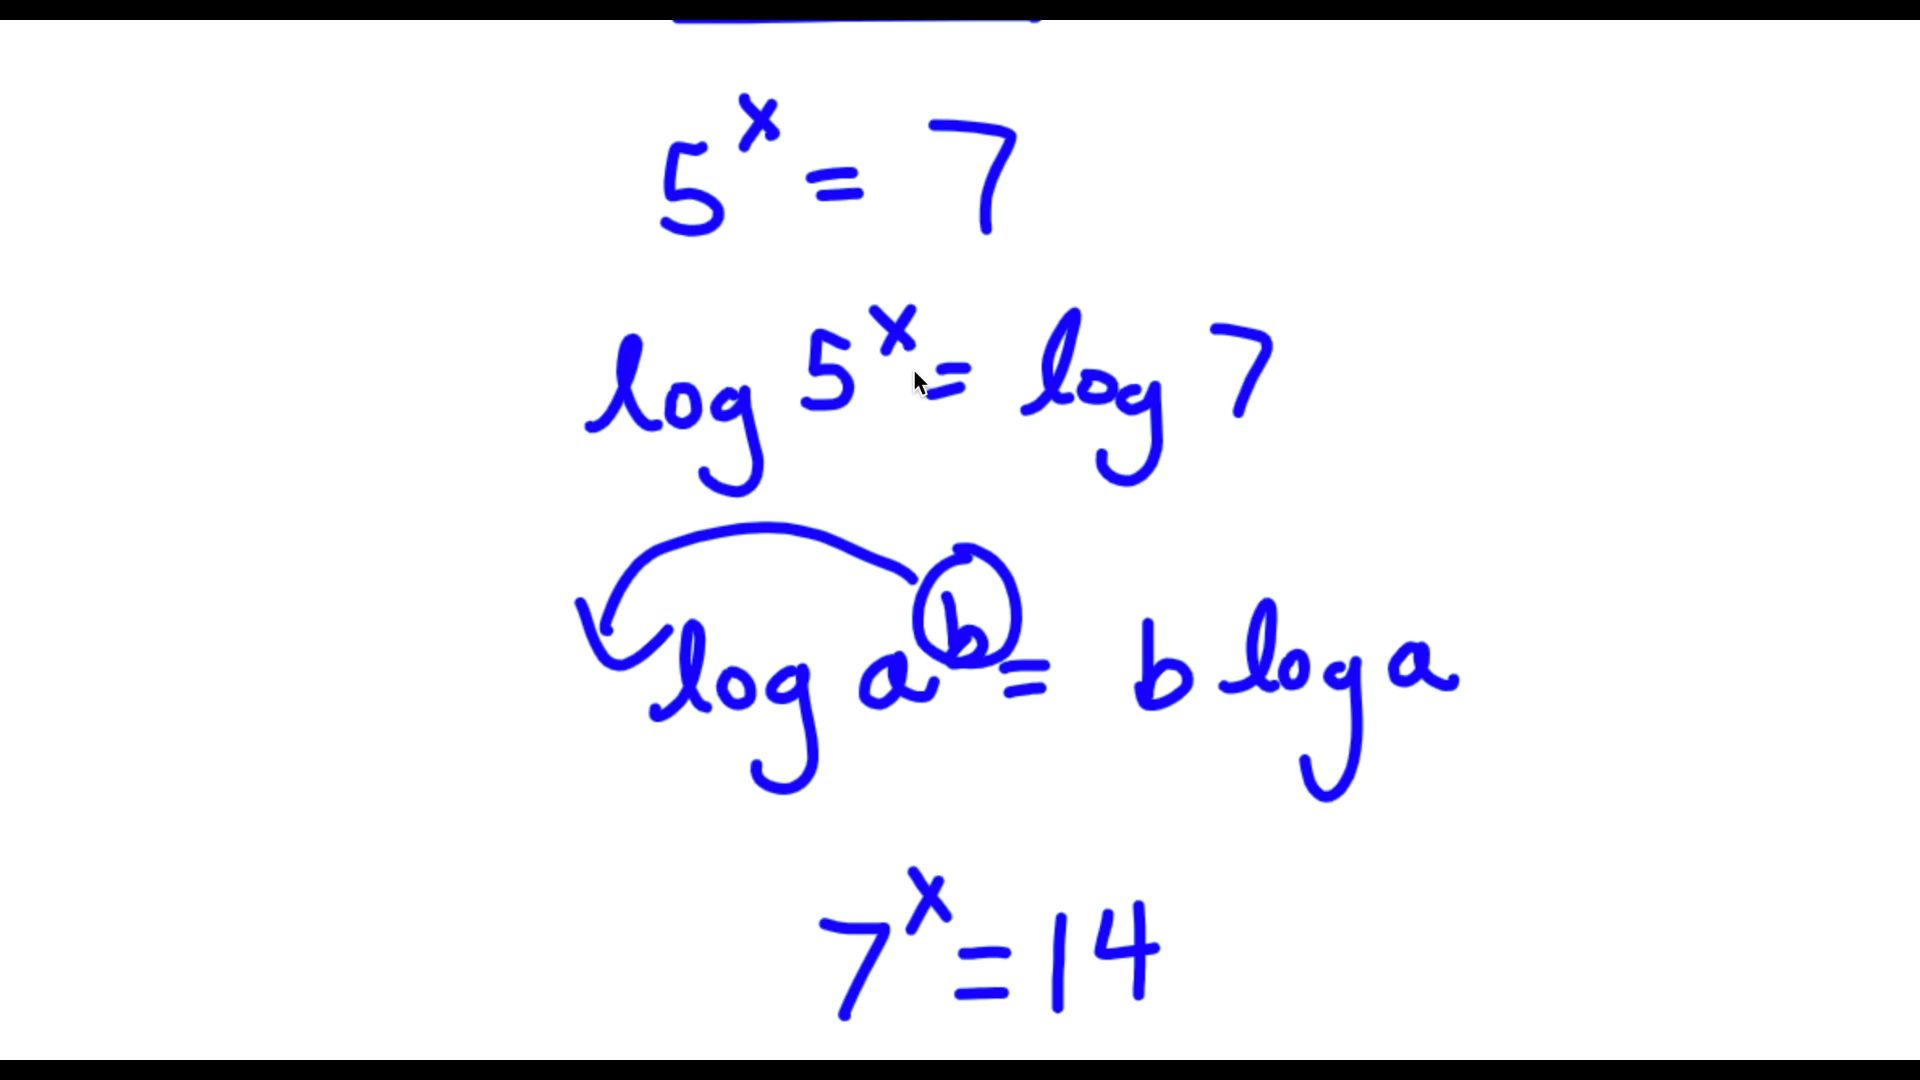 5^x = 7
log 5^x = log 7
log a^b = b log a
7^x = 14